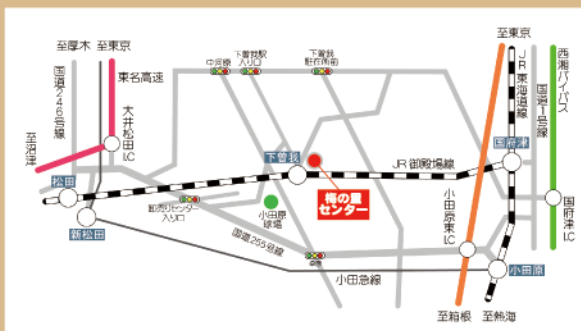 至厚木
至東京
国道246号線
東名高速
大井松田I.C
至沼津
松田
新松田
中河原
下曽我駅
入り口
下曽我
駐在所前
下曽我
梅の里
センター
JR御殿場線
卸売りセンター
入り口
小田原
球場
国道255号線
小田急線
至東京
JR東海道線
国道1号線
西湘バイパス
国府津
国府津I.C
小田原東I.C
小田原
至箱根
至熱海